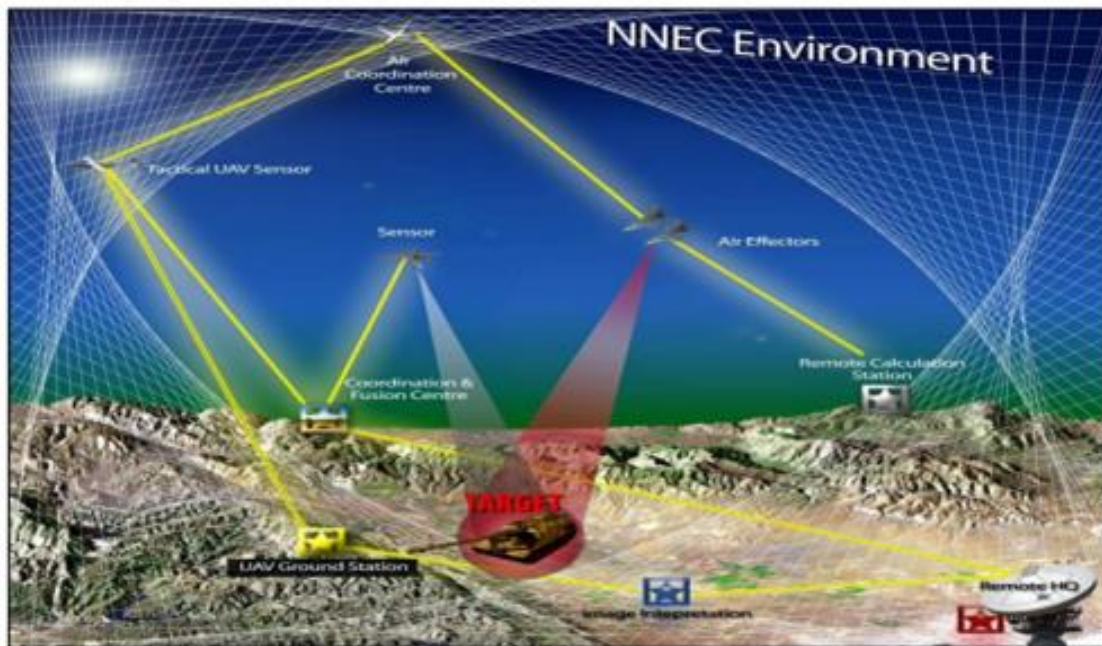 NNEC Environment
Air
Coordination
Centre
Tactical UAV Sensor
Sensor
Air Effectors
Remote Calculation
Station
Coordination &
Fusion Centre
TARGET
UAV Ground Station
Image Intepretation
Remote HQ